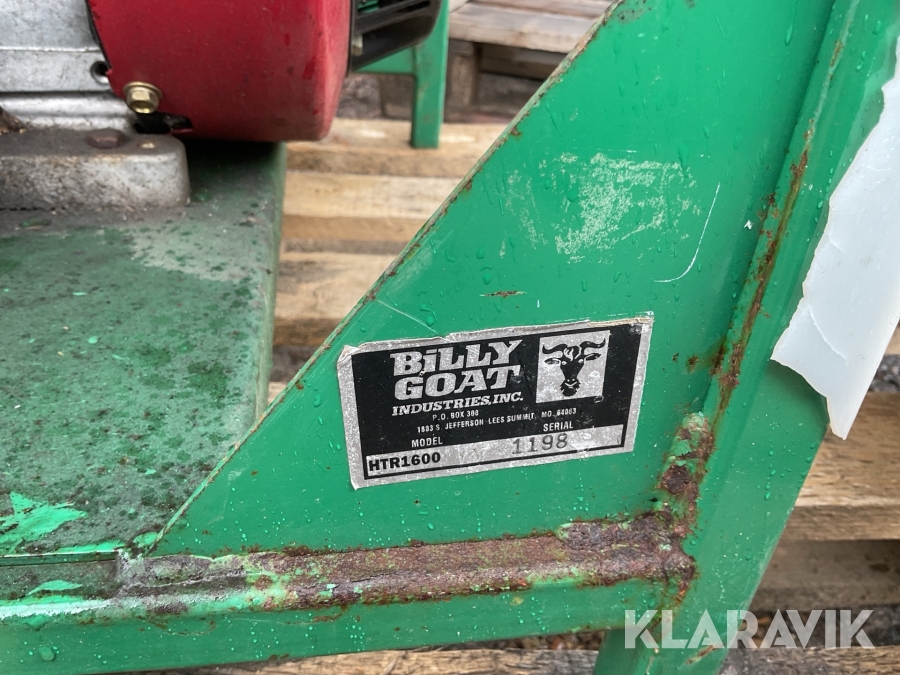 BiLLY
GOAT
INDUSTRIES, INC.
P.O. BOX 308
1803 S. JEFFERSON LEES SUMMIT, MO. 64063
MODEL SERIAL
HTR1600 1198
KLARAVIK